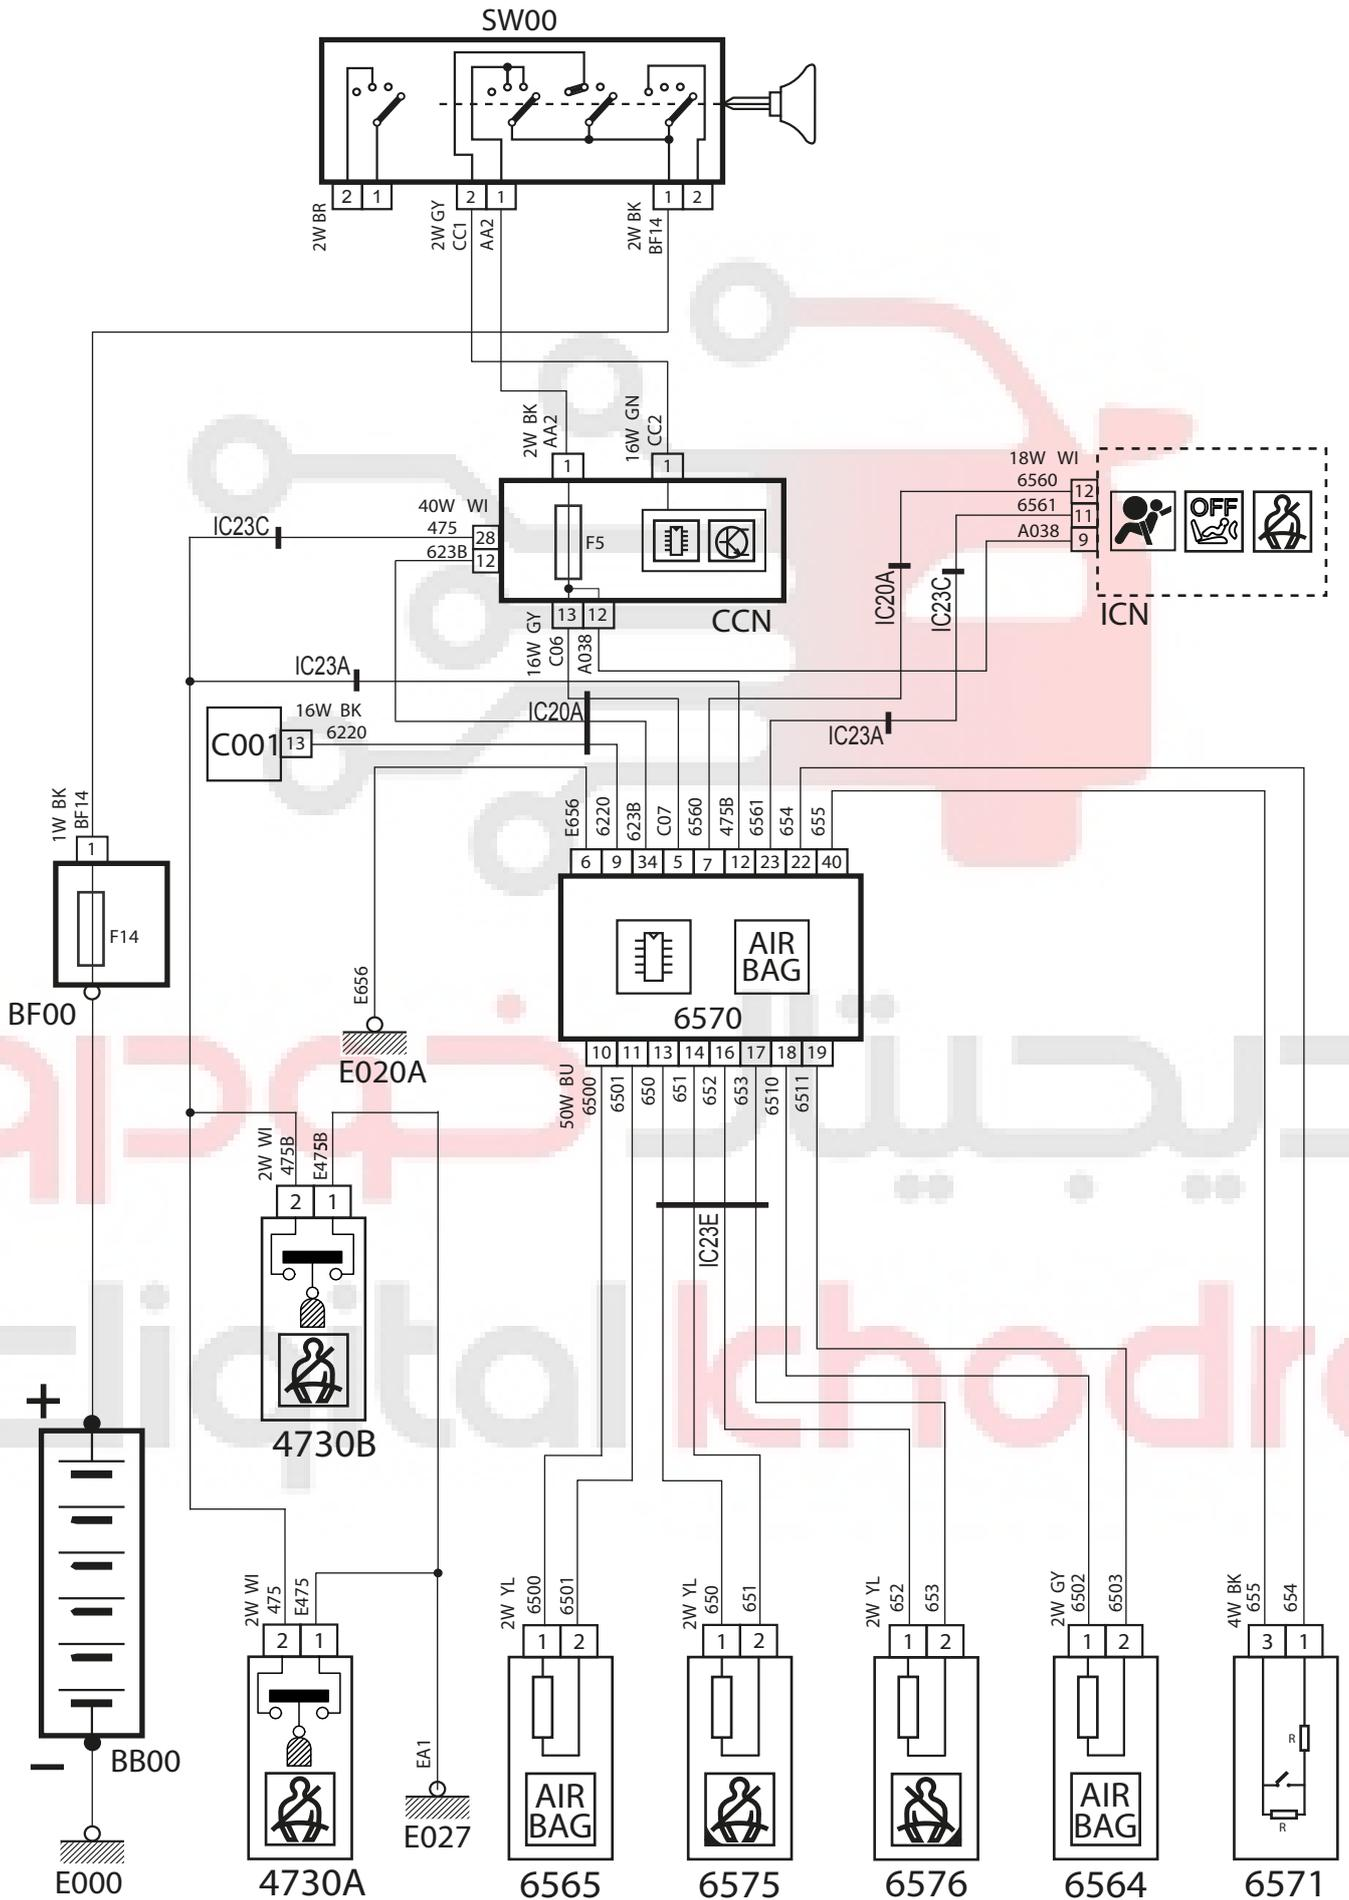 SW00
2 1 2 1 1 2
2W BR
2W GY
CC1
AA2
2W BK
BF14
2W BK
AA2
16W GN
CC2
1 1
18W WI
6560 12
6561 11
A038 9
OFF
ICN
IC20A
IC23C
40W WI
IC23C
475 28
623B 12
F5
CCN
13 12
16W GY
C06
A038
IC23A
IC20A
IC23A
16W BK
C001 13 6220
1W BK
BF14
1
F14
BF00
E656
6220
623B
C07
6560
475B
6561
654
655
6 9 34 5 7 12 23 22 40
AIR
BAG
6570
10 11 13 14 16 17 18 19
50W BU
6500
6501
650
651
652
653
6510
6511
E656
E020A
دیجیتال خودرو
digital khodro
IC23E
2W WI
475B
E475B
2 1
4730B
+
−
BB00
E000
2W WI
475
E475
2 1
4730A
EA1
E027
2W YL
6500
6501
1 2
AIR
BAG
6565
2W YL
650
651
1 2
6575
2W YL
652
653
1 2
6576
2W GY
6502
6503
1 2
AIR
BAG
6564
4W BK
655
654
3 1
R
R
6571